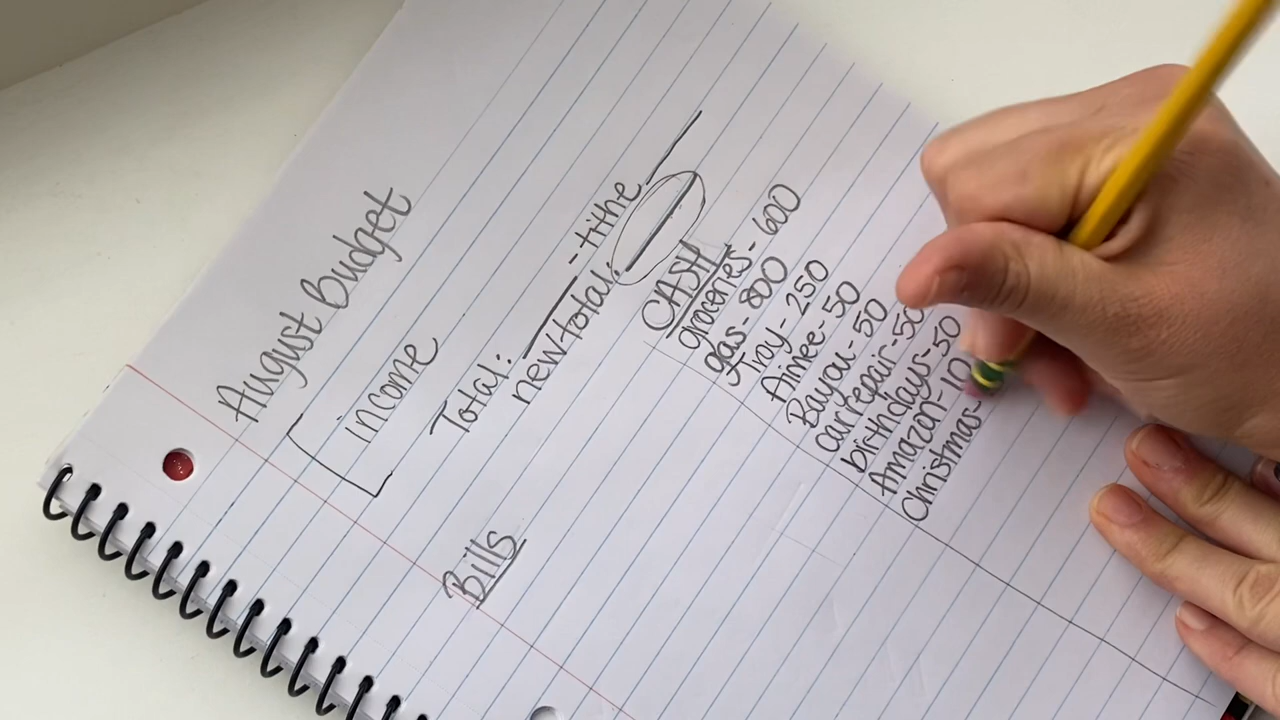 August Budget
income
Total:
- tithe
new total:
CASH
groceries- 600
gas- 800
Tray- 250
Aimee- 50
Bayou- 50
car repair-50
birthdays-50
Amazon-10
Christmas-
Bills